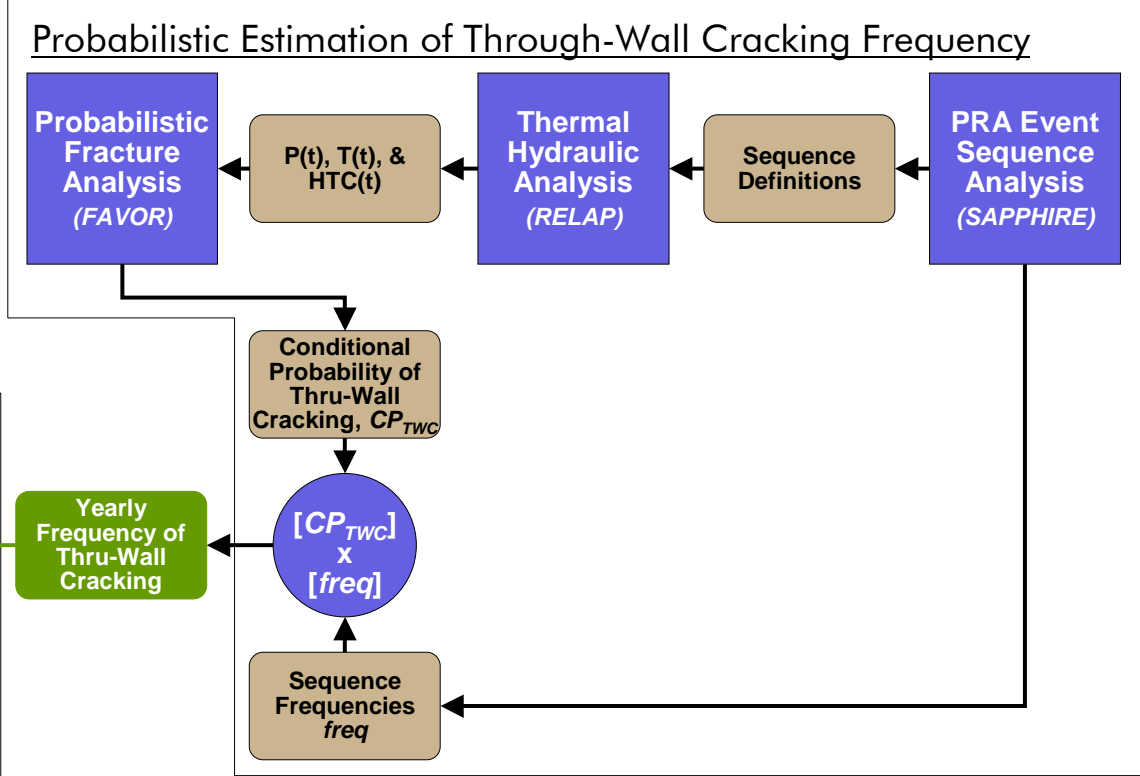 Probabilistic Estimation of Through-Wall Cracking Frequency
Probabilistic
Fracture
Analysis
(FAVOR)
P(t), T(t), &
HTC(t)
Thermal
Hydraulic
Analysis
(RELAP)
Sequence
Definitions
PRA Event
Sequence
Analysis
(SAPPHIRE)
Conditional
Probability of
Thru-Wall
Cracking, CP_TWC
Yearly
Frequency of
Thru-Wall
Cracking
[CP_TWC]
x
[freq]
Sequence
Frequencies
freq